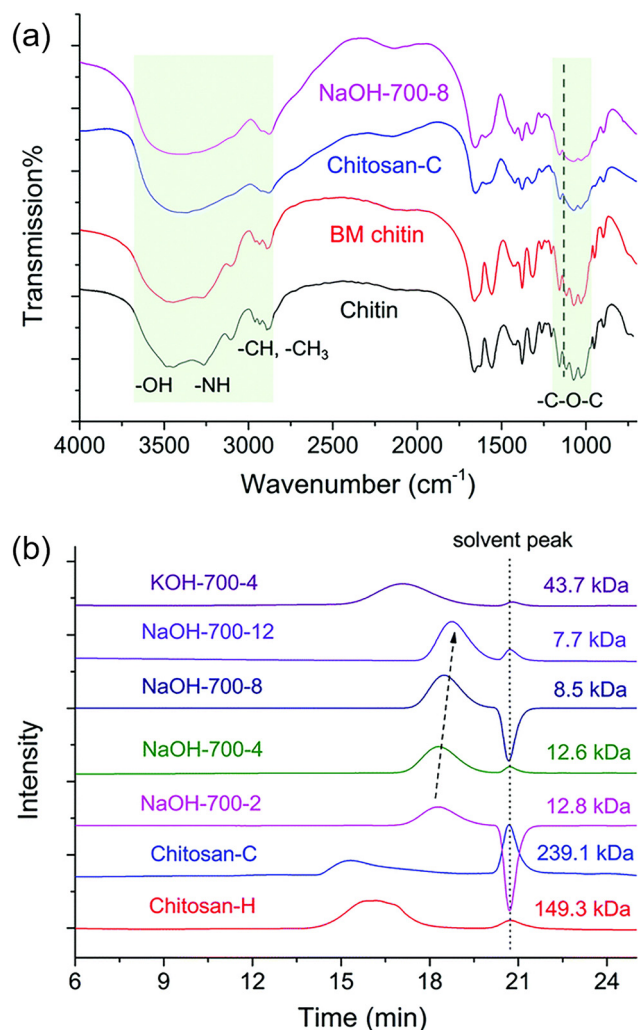 (a)
NaOH-700-8
Chitosan-C
BM chitin
Chitin
-CH, -CH₃
-OH -NH
-C-O-C
Transmission%
4000 3500 3000 2500 2000 1500 1000
Wavenumber (cm⁻¹)
(b)
solvent peak
KOH-700-4 43.7 kDa
NaOH-700-12 7.7 kDa
NaOH-700-8 8.5 kDa
NaOH-700-4 12.6 kDa
NaOH-700-2 12.8 kDa
Chitosan-C 239.1 kDa
Chitosan-H 149.3 kDa
Intensity
6 9 12 15 18 21 24
Time (min)